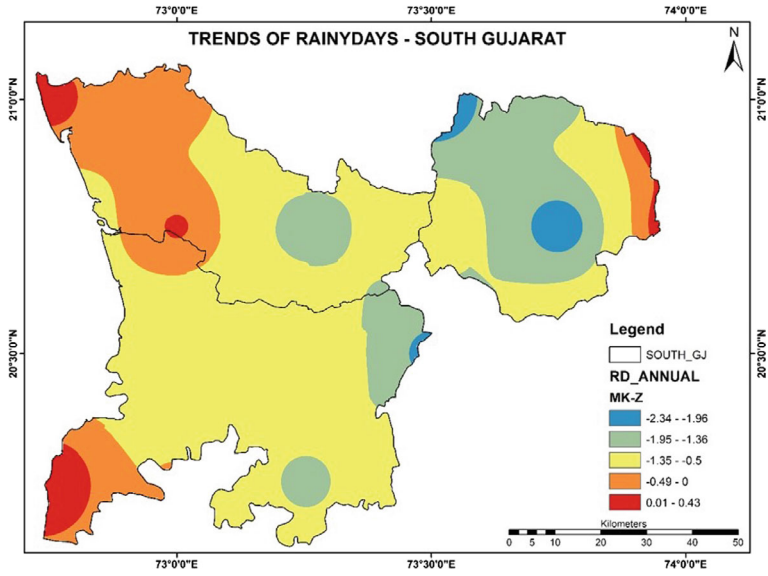 73°0'0"E
73°30'0"E
74°0'0"E
TRENDS OF RAINYDAYS - SOUTH GUJARAT
N
21°0'0"N
21°0'0"N
20°30'0"N
20°30'0"N
Legend
SOUTH_GJ
RD_ANNUAL
MK-Z
-2.34 - -1.96
-1.95 - -1.36
-1.35 - -0.5
-0.49 - 0
0.01 - 0.43
Kilometers
0 5 10 20 30 40 50
73°0'0"E
73°30'0"E
74°0'0"E